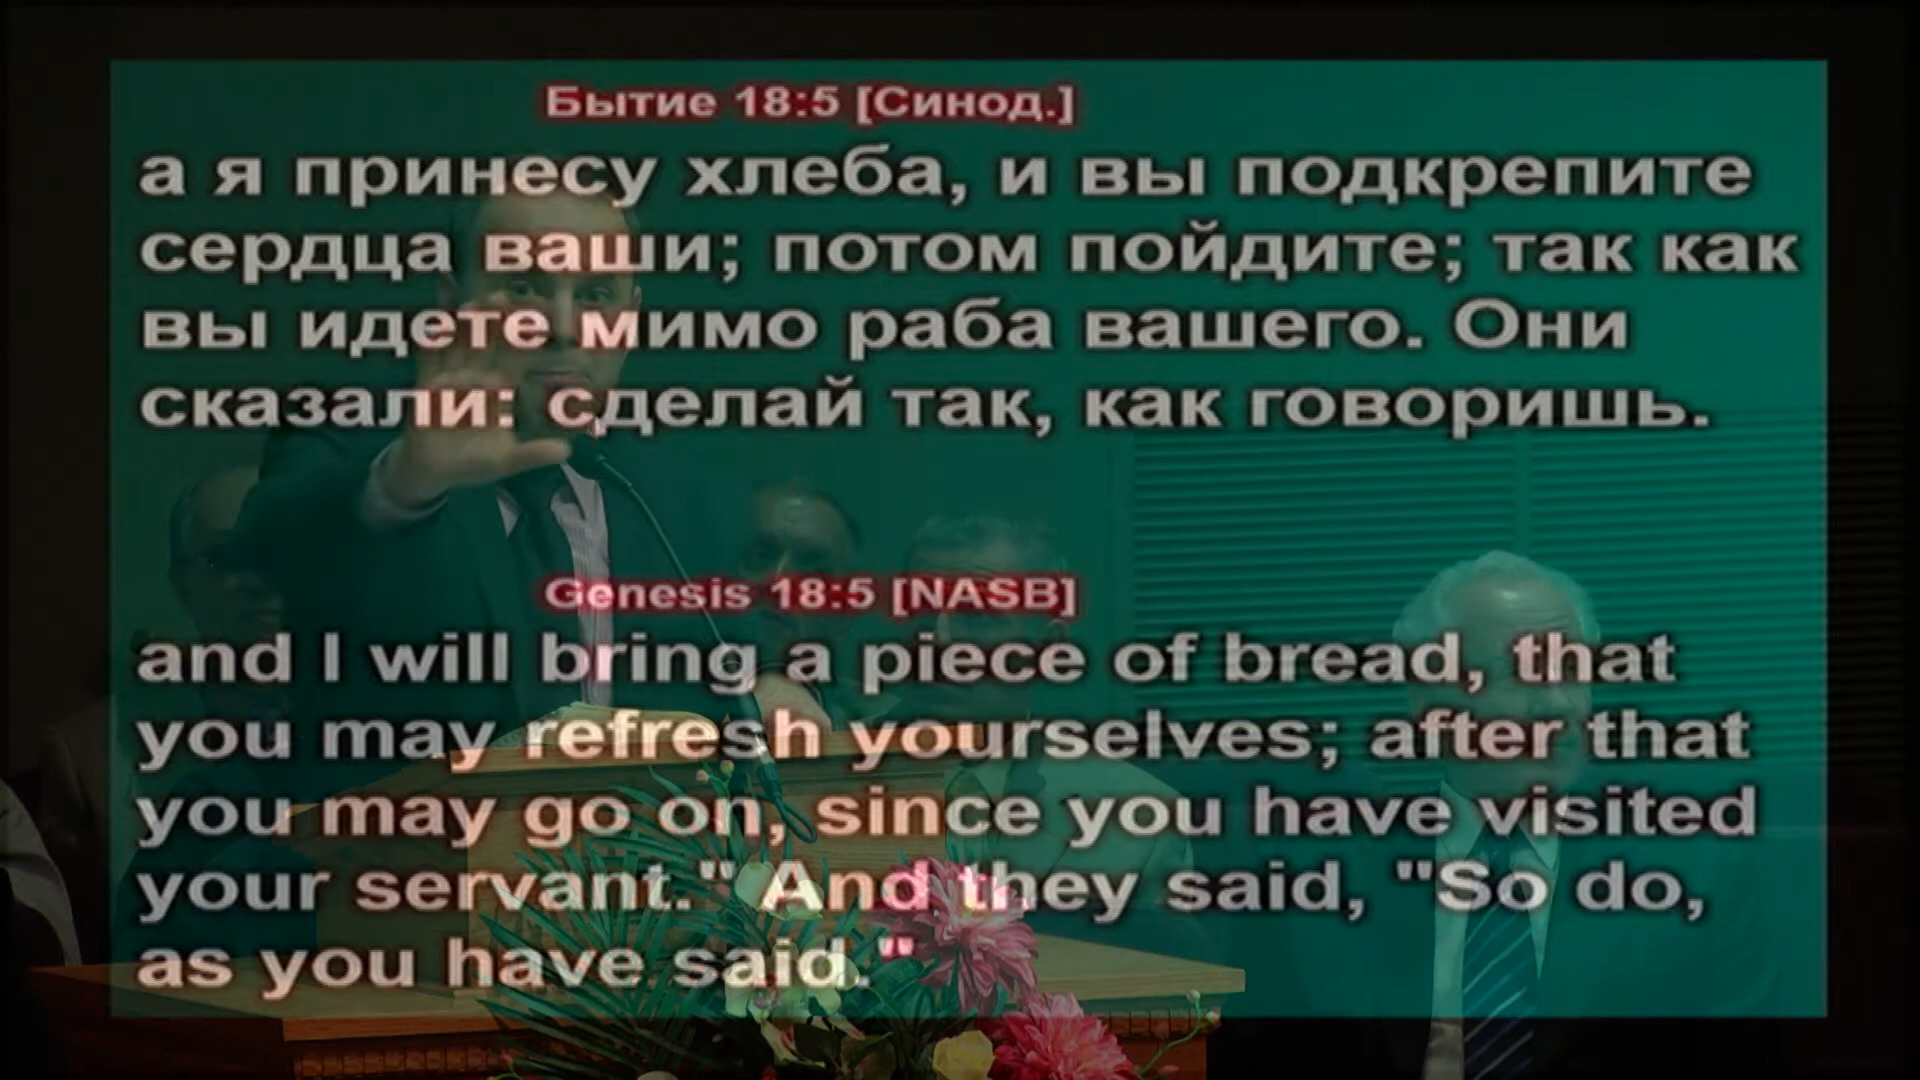 Бытие 18:5 [Синод.]
а я принесу хлеба, и вы подкрепите
сердца ваши; потом пойдите; так как
вы идете мимо раба вашего. Они
сказали: сделай так, как говоришь.
Genesis 18:5 [NASB]
and I will bring a piece of bread, that
you may refresh yourselves; after that
you may go on, since you have visited
your servant." And they said, "So do,
as you have said."